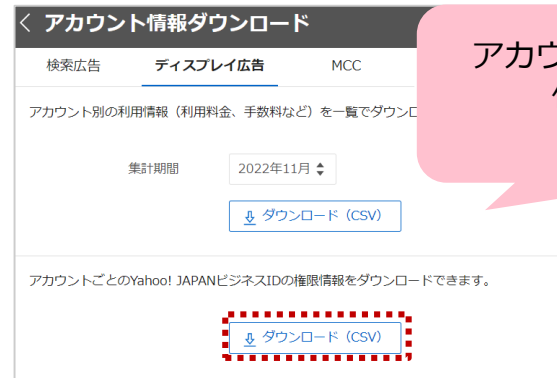 < アカウント情報ダウンロード
検索広告 ディスプレイ広告 MCC
アカウント別の利用情報（利用料金、手数料など）を一覧でダウンロ
集計期間 2022年11月
ダウンロード（CSV）
アカウントごとのYahoo! JAPANビジネスIDの権限情報をダウンロードできます。
ダウンロード（CSV）
アカウ